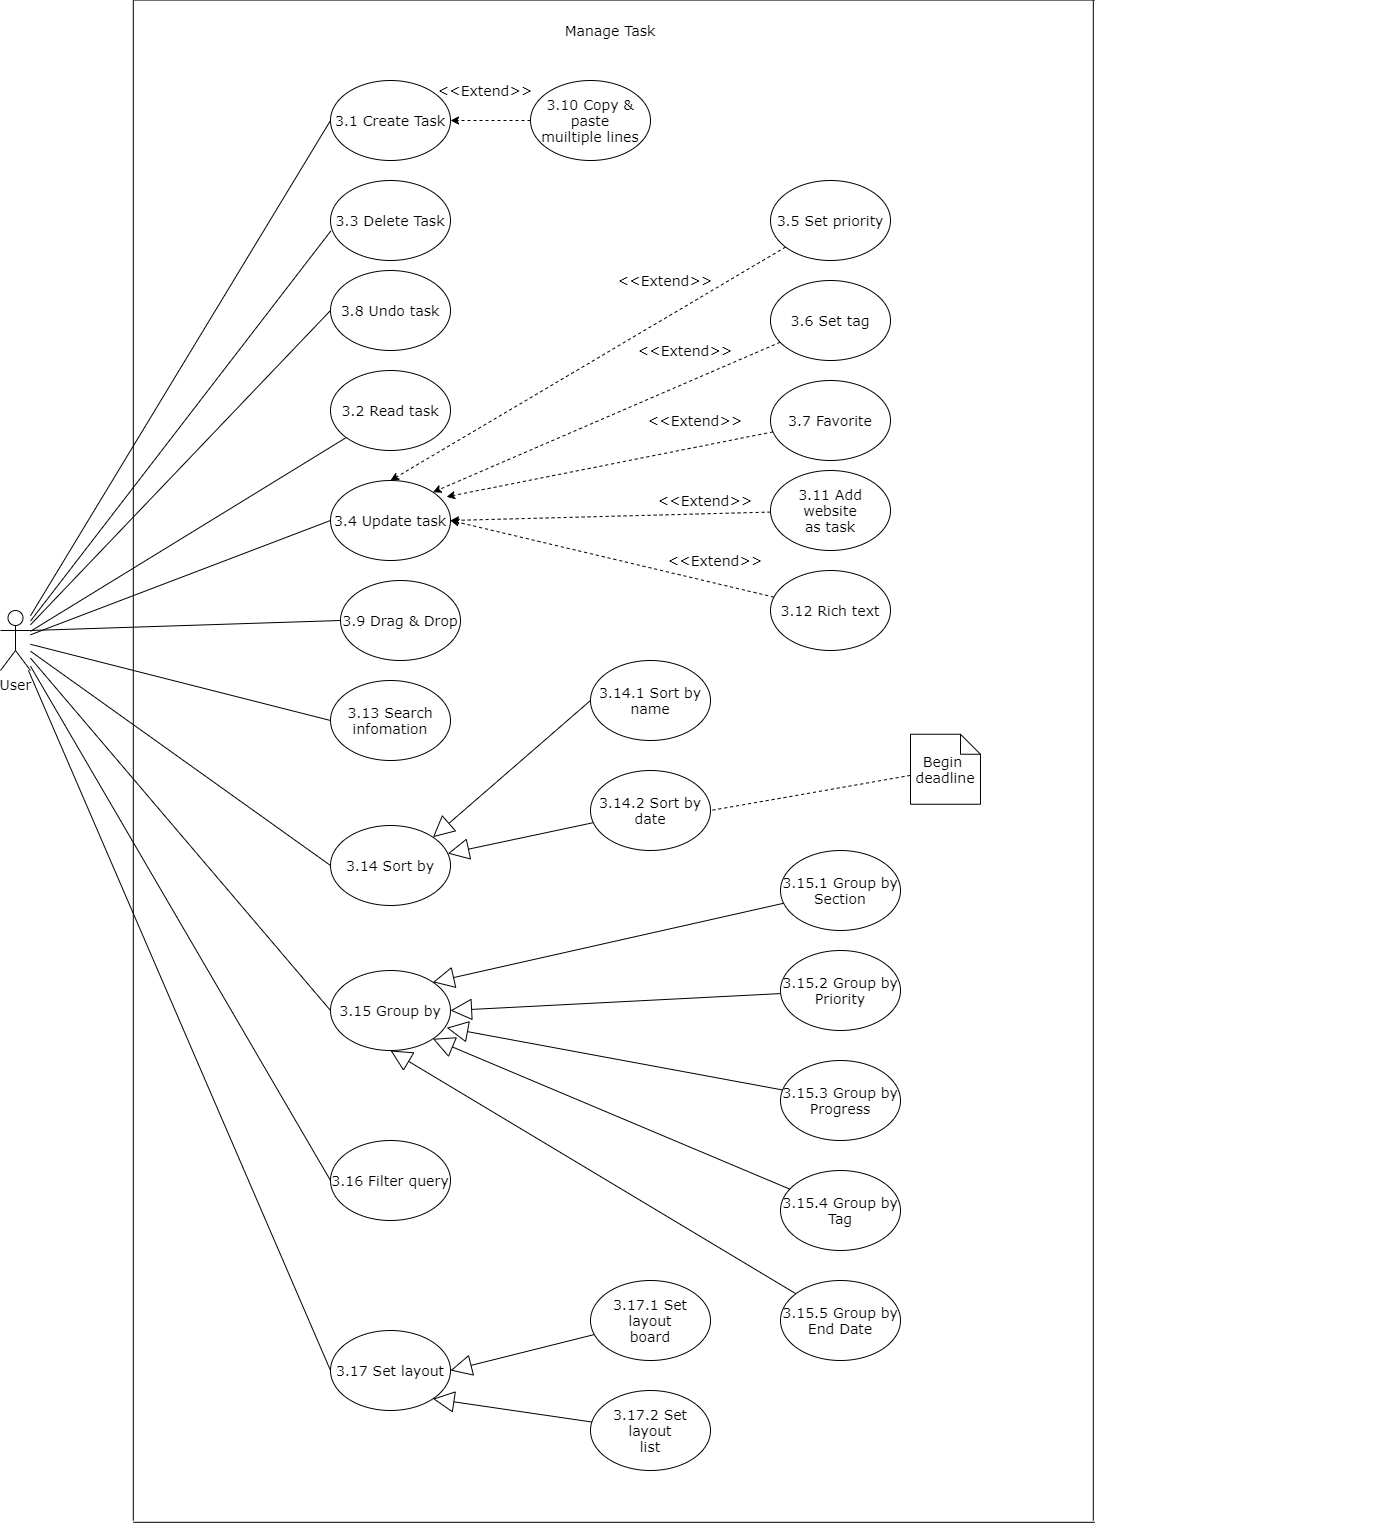 Manage Task
<<Extend>>
3.1 Create Task
3.10 Copy &
paste
muiltiple lines
3.3 Delete Task
3.5 Set priority
<<Extend>>
3.8 Undo task
3.6 Set tag
<<Extend>>
3.2 Read task
<<Extend>>
3.7 Favorite
<<Extend>>
3.11 Add
website
as task
3.4 Update task
<<Extend>>
3.12 Rich text
3.9 Drag & Drop
User
3.14.1 Sort by
name
3.13 Search
infomation
Begin
deadline
3.14.2 Sort by
date
3.14 Sort by
3.15.1 Group by
Section
3.15.2 Group by
Priority
3.15 Group by
3.15.3 Group by
Progress
3.16 Filter query
3.15.4 Group by
Tag
3.17.1 Set
layout
board
3.15.5 Group by
End Date
3.17 Set layout
3.17.2 Set
layout
list